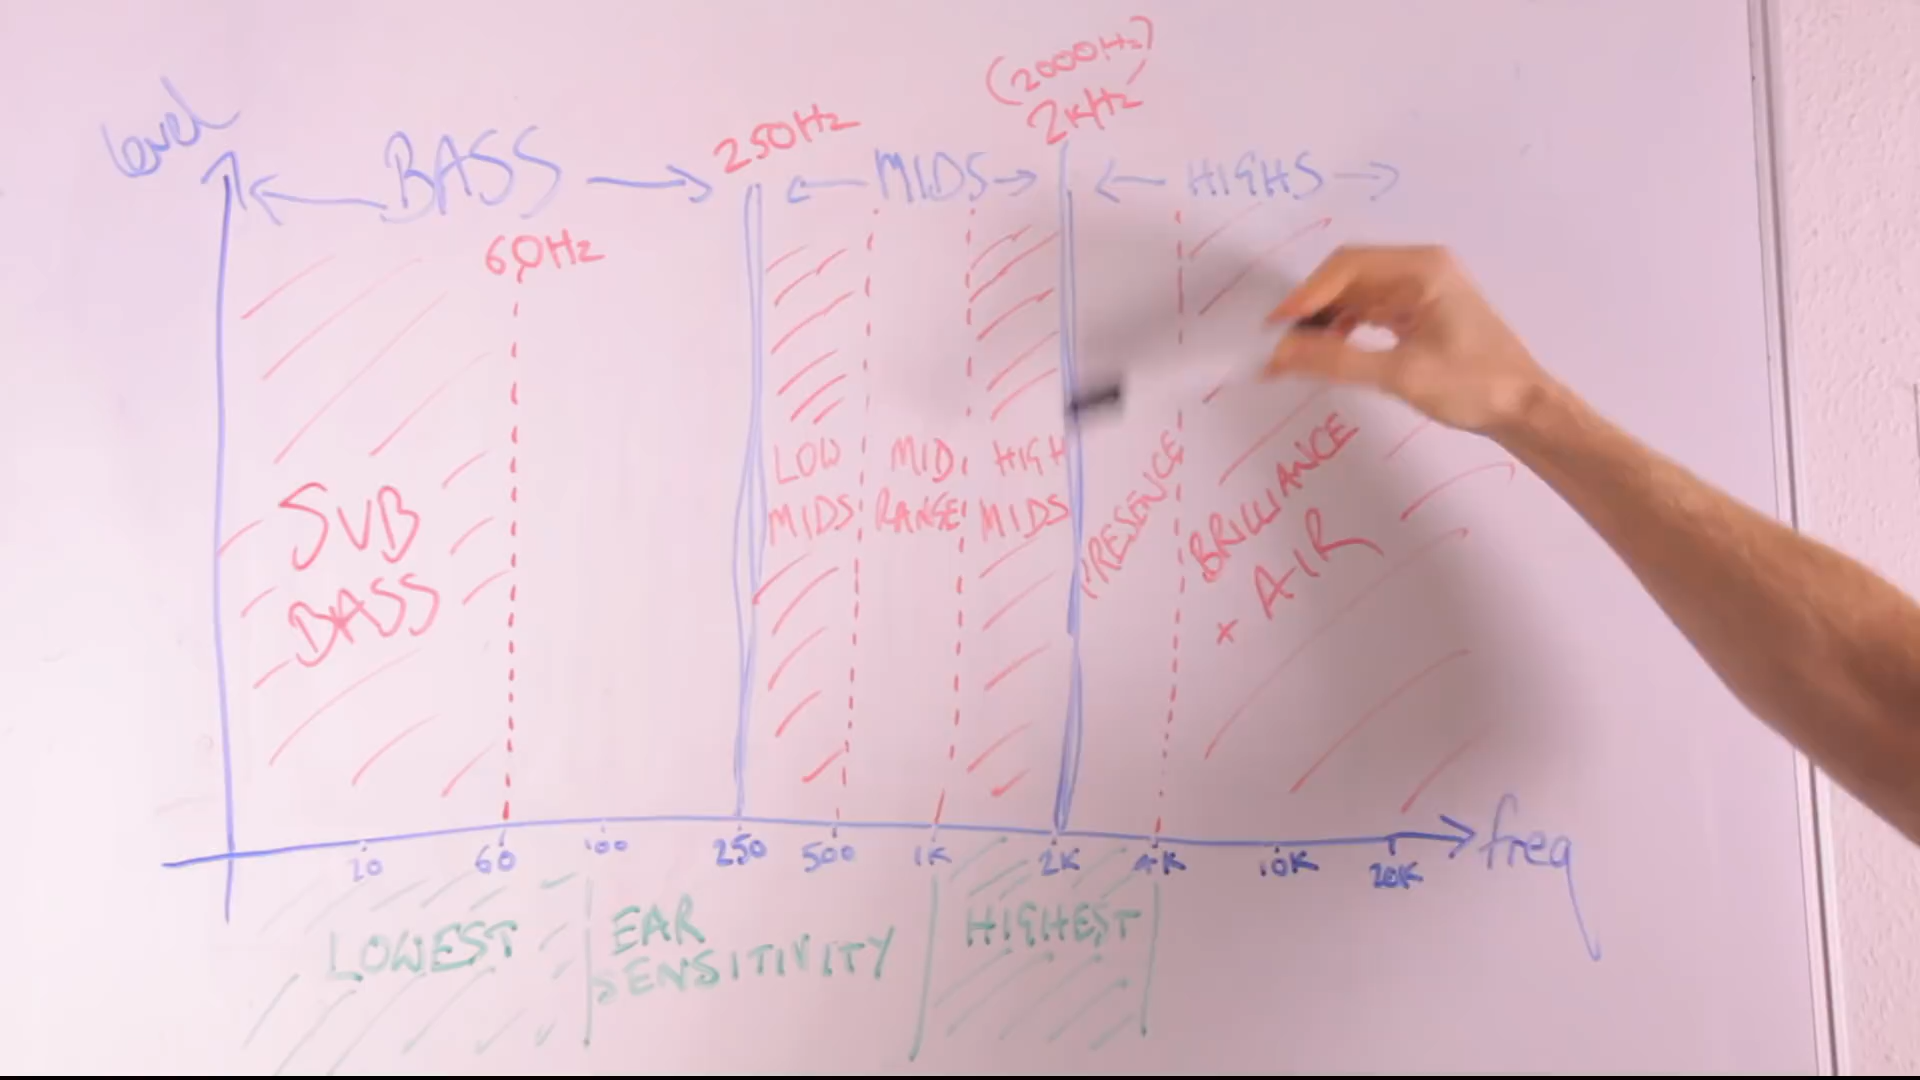 level
(2000Hz)
2KHz
250Hz
BASS
MIDS
HIGHS
60Hz
SUB
BASS
LOW
MIDS
MID
RANGE
HIGH
MIDS
PRESENCE
BRILLIANCE
+ AIR
20
60
100
250
500
1K
2K
4K
10K
20K
freq
LOWEST
EAR
SENSITIVITY
HIGHEST